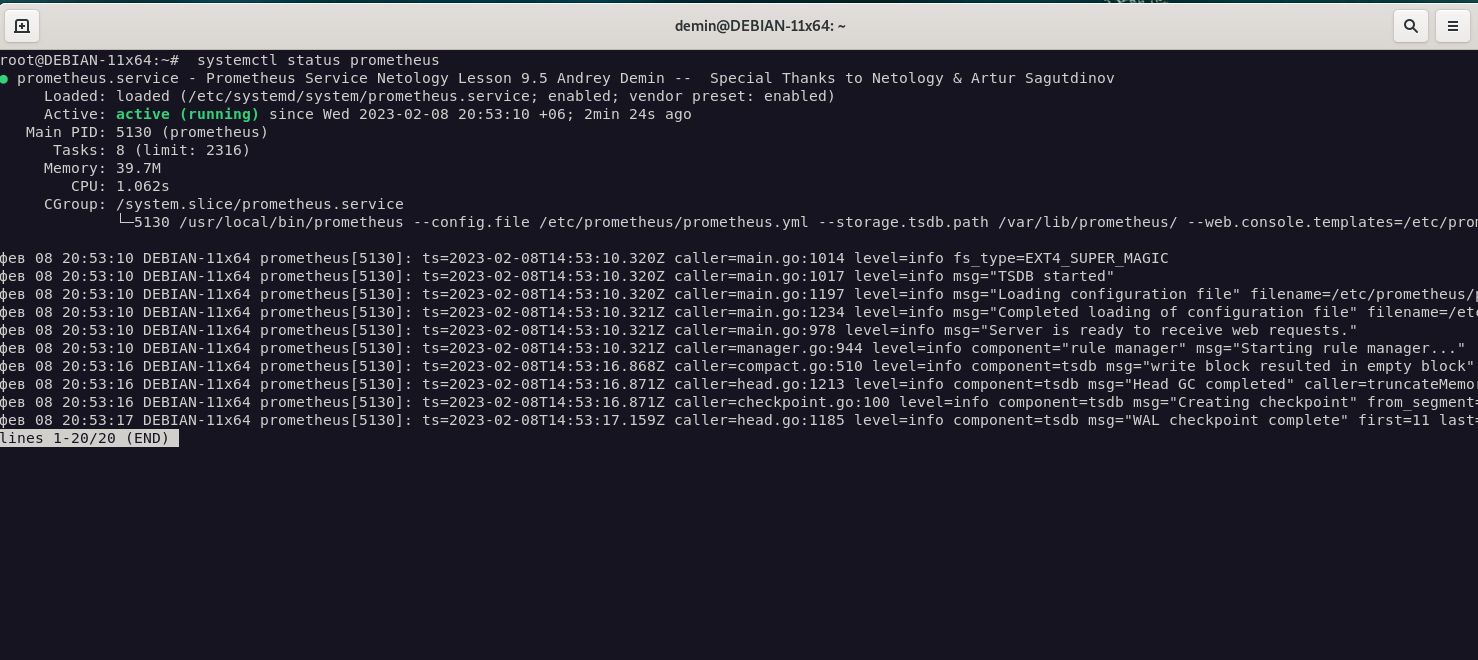 demin@DEBIAN-11x64: ~
root@DEBIAN-11x64:~#  systemctl status prometheus
● prometheus.service - Prometheus Service Netology Lesson 9.5 Andrey Demin --  Special Thanks to Netology & Artur Sagutdinov
     Loaded: loaded (/etc/systemd/system/prometheus.service; enabled; vendor preset: enabled)
     Active: active (running) since Wed 2023-02-08 20:53:10 +06; 2min 24s ago
   Main PID: 5130 (prometheus)
      Tasks: 8 (limit: 2316)
     Memory: 39.7M
        CPU: 1.062s
     CGroup: /system.slice/prometheus.service
             └─5130 /usr/local/bin/prometheus --config.file /etc/prometheus/prometheus.yml --storage.tsdb.path /var/lib/prometheus/ --web.console.templates=/etc/prom
фев 08 20:53:10 DEBIAN-11x64 prometheus[5130]: ts=2023-02-08T14:53:10.320Z caller=main.go:1014 level=info fs_type=EXT4_SUPER_MAGIC
фев 08 20:53:10 DEBIAN-11x64 prometheus[5130]: ts=2023-02-08T14:53:10.320Z caller=main.go:1017 level=info msg="TSDB started"
фев 08 20:53:10 DEBIAN-11x64 prometheus[5130]: ts=2023-02-08T14:53:10.320Z caller=main.go:1197 level=info msg="Loading configuration file" filename=/etc/prometheus/p
фев 08 20:53:10 DEBIAN-11x64 prometheus[5130]: ts=2023-02-08T14:53:10.321Z caller=main.go:1234 level=info msg="Completed loading of configuration file" filename=/etc
фев 08 20:53:10 DEBIAN-11x64 prometheus[5130]: ts=2023-02-08T14:53:10.321Z caller=main.go:978 level=info msg="Server is ready to receive web requests."
фев 08 20:53:10 DEBIAN-11x64 prometheus[5130]: ts=2023-02-08T14:53:10.321Z caller=manager.go:944 level=info component="rule manager" msg="Starting rule manager..."
фев 08 20:53:16 DEBIAN-11x64 prometheus[5130]: ts=2023-02-08T14:53:16.868Z caller=compact.go:510 level=info component=tsdb msg="write block resulted in empty block"
фев 08 20:53:16 DEBIAN-11x64 prometheus[5130]: ts=2023-02-08T14:53:16.871Z caller=head.go:1213 level=info component=tsdb msg="Head GC completed" caller=truncateMemor
фев 08 20:53:16 DEBIAN-11x64 prometheus[5130]: ts=2023-02-08T14:53:16.871Z caller=checkpoint.go:100 level=info component=tsdb msg="Creating checkpoint" from_segment=
фев 08 20:53:17 DEBIAN-11x64 prometheus[5130]: ts=2023-02-08T14:53:17.159Z caller=head.go:1185 level=info component=tsdb msg="WAL checkpoint complete" first=11 last=
lines 1-20/20 (END)